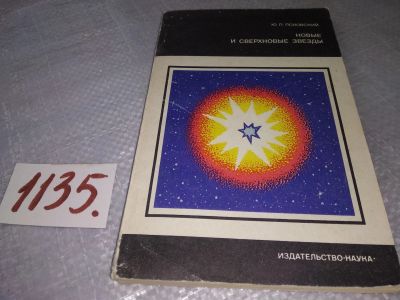 Ю. П. ПСКОВСКИЙ
НОВЫЕ
И СВЕРХНОВЫЕ ЗВЕЗДЫ
1135.
ИЗДАТЕЛЬСТВО·НАУКА·